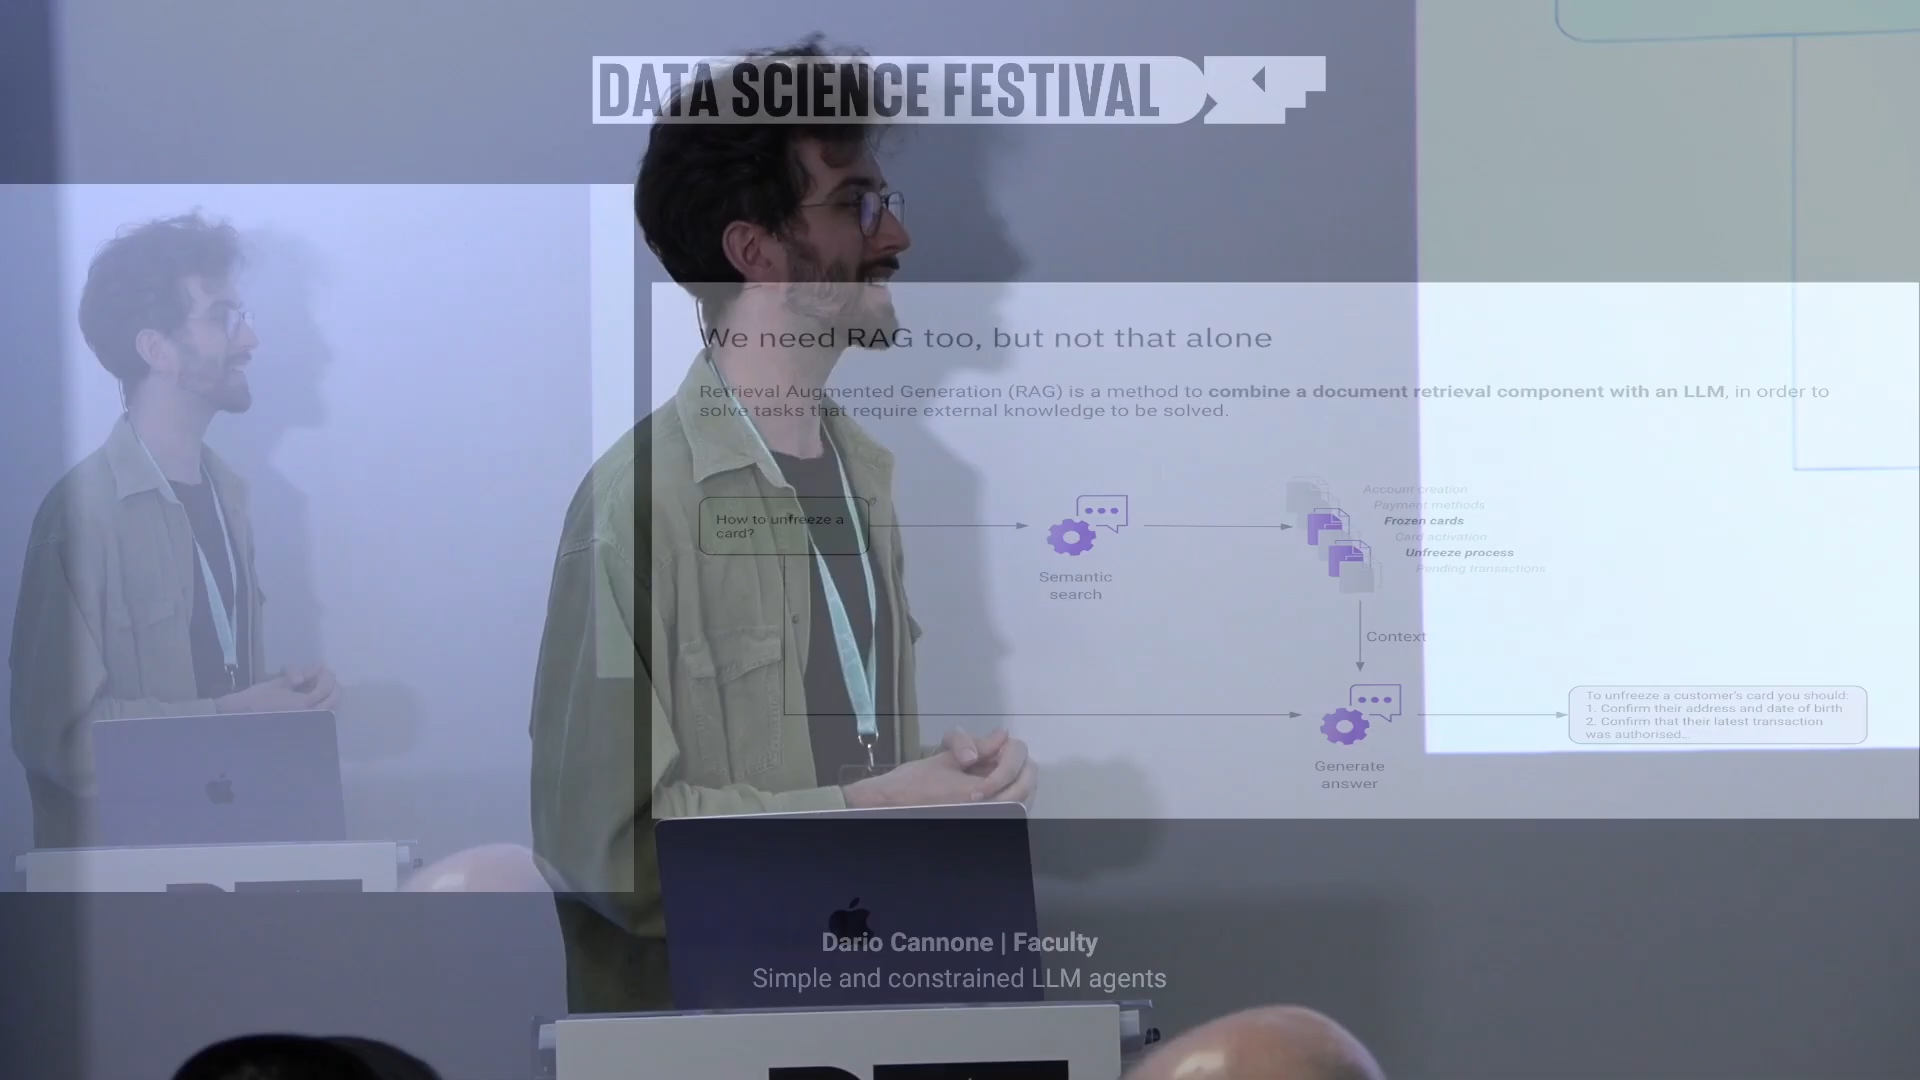 DATA SCIENCE FESTIVAL
We need RAG too, but not that alone
Retrieval Augmented Generation (RAG) is a method to combine a document retrieval component with an LLM, in order to
solve tasks that require external knowledge to be solved.
How to unfreeze a
card?
Semantic
search
Account creation
Payment methods
Frozen cards
Card activation
Unfreeze process
Pending transactions
Context
Generate
answer
To unfreeze a customer's card you should:
1. Confirm their address and date of birth
2. Confirm that their latest transaction
was authorised...
Dario Cannone | Faculty
Simple and constrained LLM agents